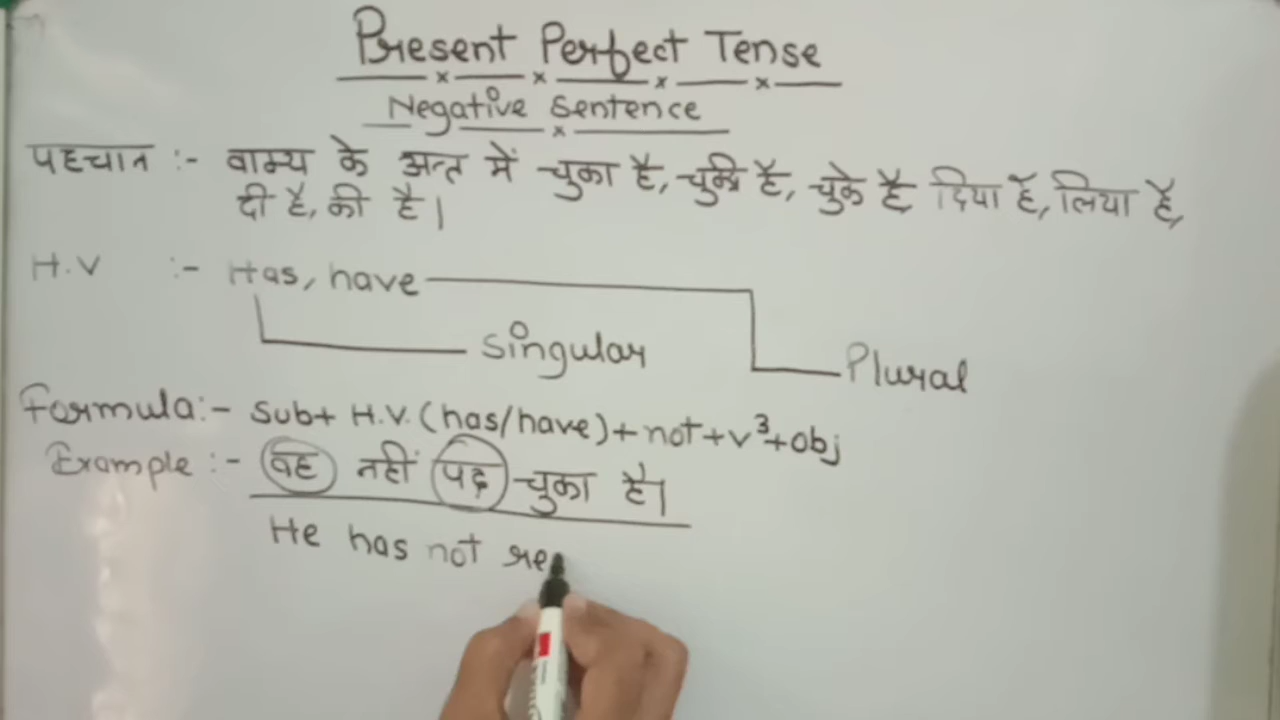 Present Perfect Tense
Negative Sentence
पहचान :- वाम्य के अन्त में चुका है, चुकी है, चुके है दिया है, लिया है,
दी है, की है।
H.V :- Has, have
Singular
Plural
Formula:- Sub+ H.V. (has/have)+not+v³+obj
Example :- वह नहीं पढ़ चुका है।
He has not re